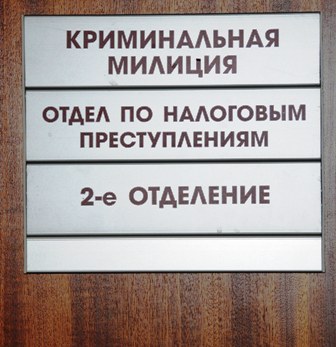 КРИМИНАЛЬНАЯ
МИЛИЦИЯ
ОТДЕЛ ПО НАЛОГОВЫМ
ПРЕСТУПЛЕНИЯМ
2-е ОТДЕЛЕНИЕ